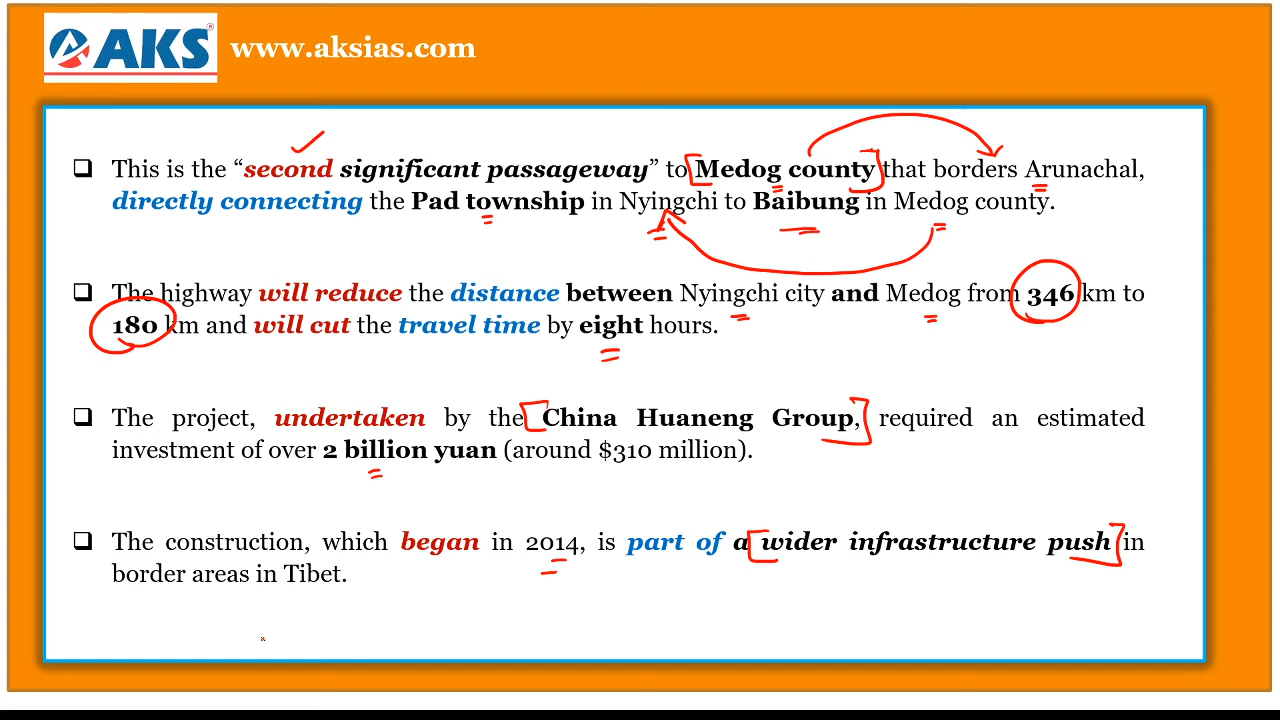 AKS®
www.aksias.com
❑ This is the “second significant passageway” to Medog county that borders Arunachal,
directly connecting the Pad township in Nyingchi to Baibung in Medog county.
❑ The highway will reduce the distance between Nyingchi city and Medog from 346 km to
180 km and will cut the travel time by eight hours.
❑ The project, undertaken by the China Huaneng Group, required an estimated
investment of over 2 billion yuan (around $310 million).
❑ The construction, which began in 2014, is part of a wider infrastructure push in
border areas in Tibet.